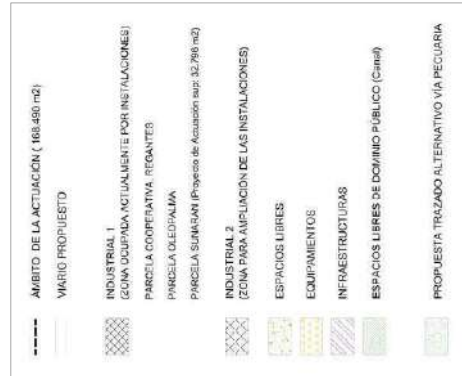 ÁMBITO DE LA ACTUACIÓN ( 168.490 m2)
VIARIO PROPUESTO
INDUSTRIAL 1
(ZONA OCUPADA ACTUALMENTE POR INSTALACIONES)
PARCELA COOPERATIVA REGANTES
PARCELA OLEOPALMA
PARCELA SUNARAN (Proyecto de Actuación sup: 32.796 m2)
INDUSTRIAL 2
(ZONA PARA AMPLIACIÓN DE LAS INSTALACIONES)
ESPACIOS LIBRES
EQUIPAMIENTOS
INFRAESTRUCTURAS
ESPACIOS LIBRES DE DOMINIO PÚBLICO (Canal)
PROPUESTA TRAZADO ALTERNATIVO VÍA PECUARIA